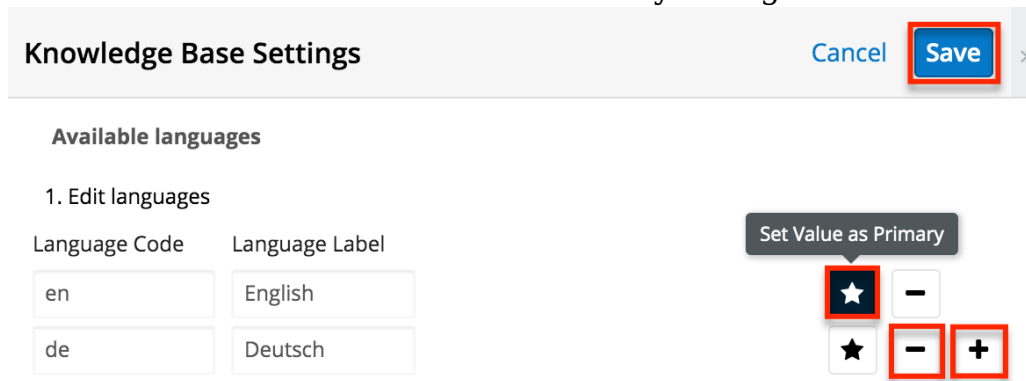 Knowledge Base Settings Cancel Save
Available languages
1. Edit languages
Language Code Language Label Set Value as Primary
en English
de Deutsch